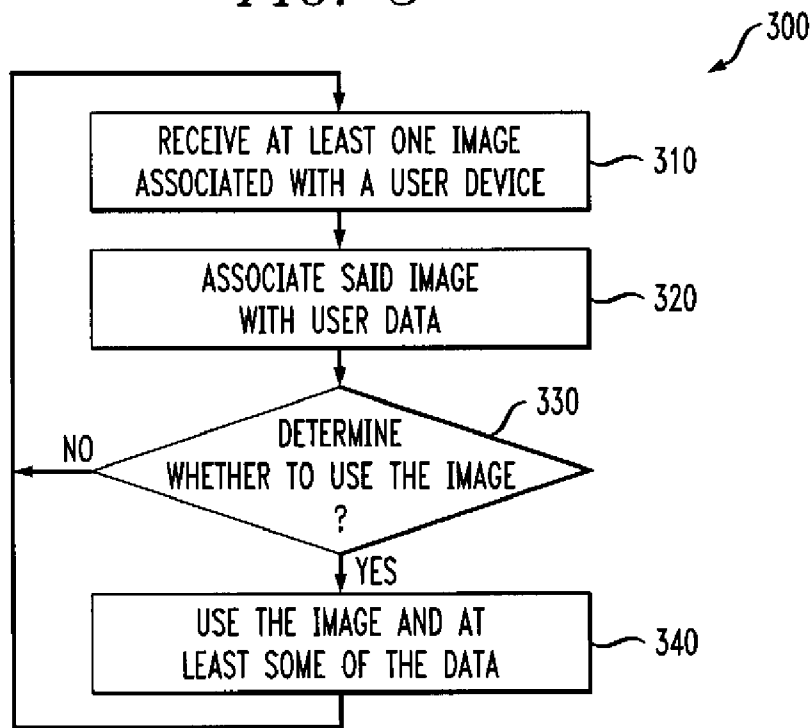 300
RECEIVE AT LEAST ONE IMAGE
ASSOCIATED WITH A USER DEVICE
310
ASSOCIATE SAID IMAGE
WITH USER DATA
320
330
DETERMINE
WHETHER TO USE THE IMAGE
?
NO
YES
USE THE IMAGE AND AT
LEAST SOME OF THE DATA
340